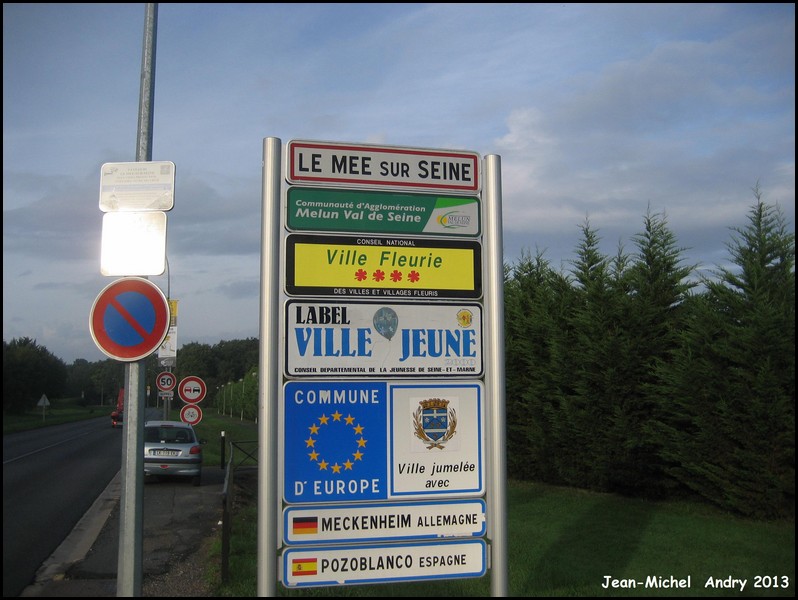 LE MEE SUR SEINE
Communauté d'Agglomération
Melun Val de Seine
MELUN
CONSEIL NATIONAL
Ville Fleurie
DES VILLES ET VILLAGES FLEURIS
LABEL
VILLE JEUNE
CONSEIL DEPARTEMENTAL DE LA JEUNESSE DE SEINE-ET-MARNE
COMMUNE
D'EUROPE
Ville jumelée
avec
MECKENHEIM ALLEMAGNE
POZOBLANCO ESPAGNE
50
Jean-Michel Andry 2013